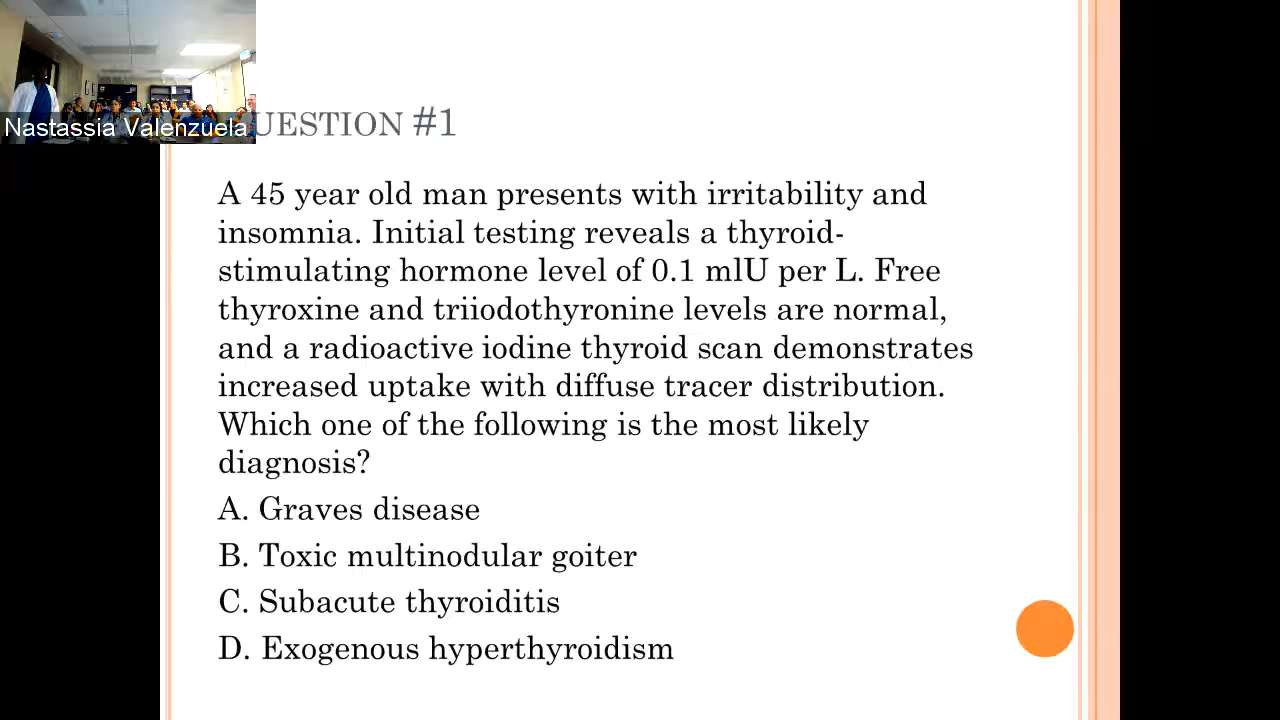 Nastassia Valenzuela
UESTION #1
A 45 year old man presents with irritability and
insomnia. Initial testing reveals a thyroid-
stimulating hormone level of 0.1 mlU per L. Free
thyroxine and triiodothyronine levels are normal,
and a radioactive iodine thyroid scan demonstrates
increased uptake with diffuse tracer distribution.
Which one of the following is the most likely
diagnosis?
A. Graves disease
B. Toxic multinodular goiter
C. Subacute thyroiditis
D. Exogenous hyperthyroidism